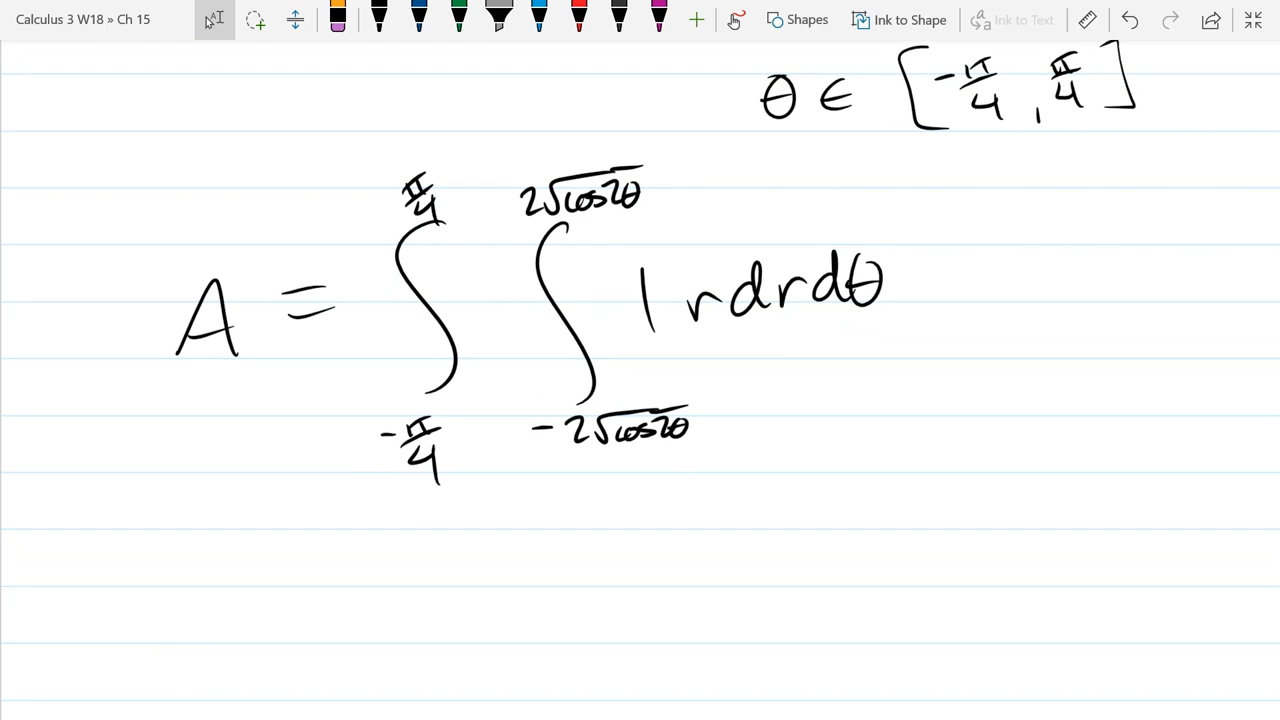 Calculus 3 W18 » Ch 15
Shapes
Ink to Shape
Ink to Text
θ ∈ [-π/4, π/4]
A = ∫_{-π/4}^{π/4} ∫_{-2√cos2θ}^{2√cos2θ} 1 r dr dθ